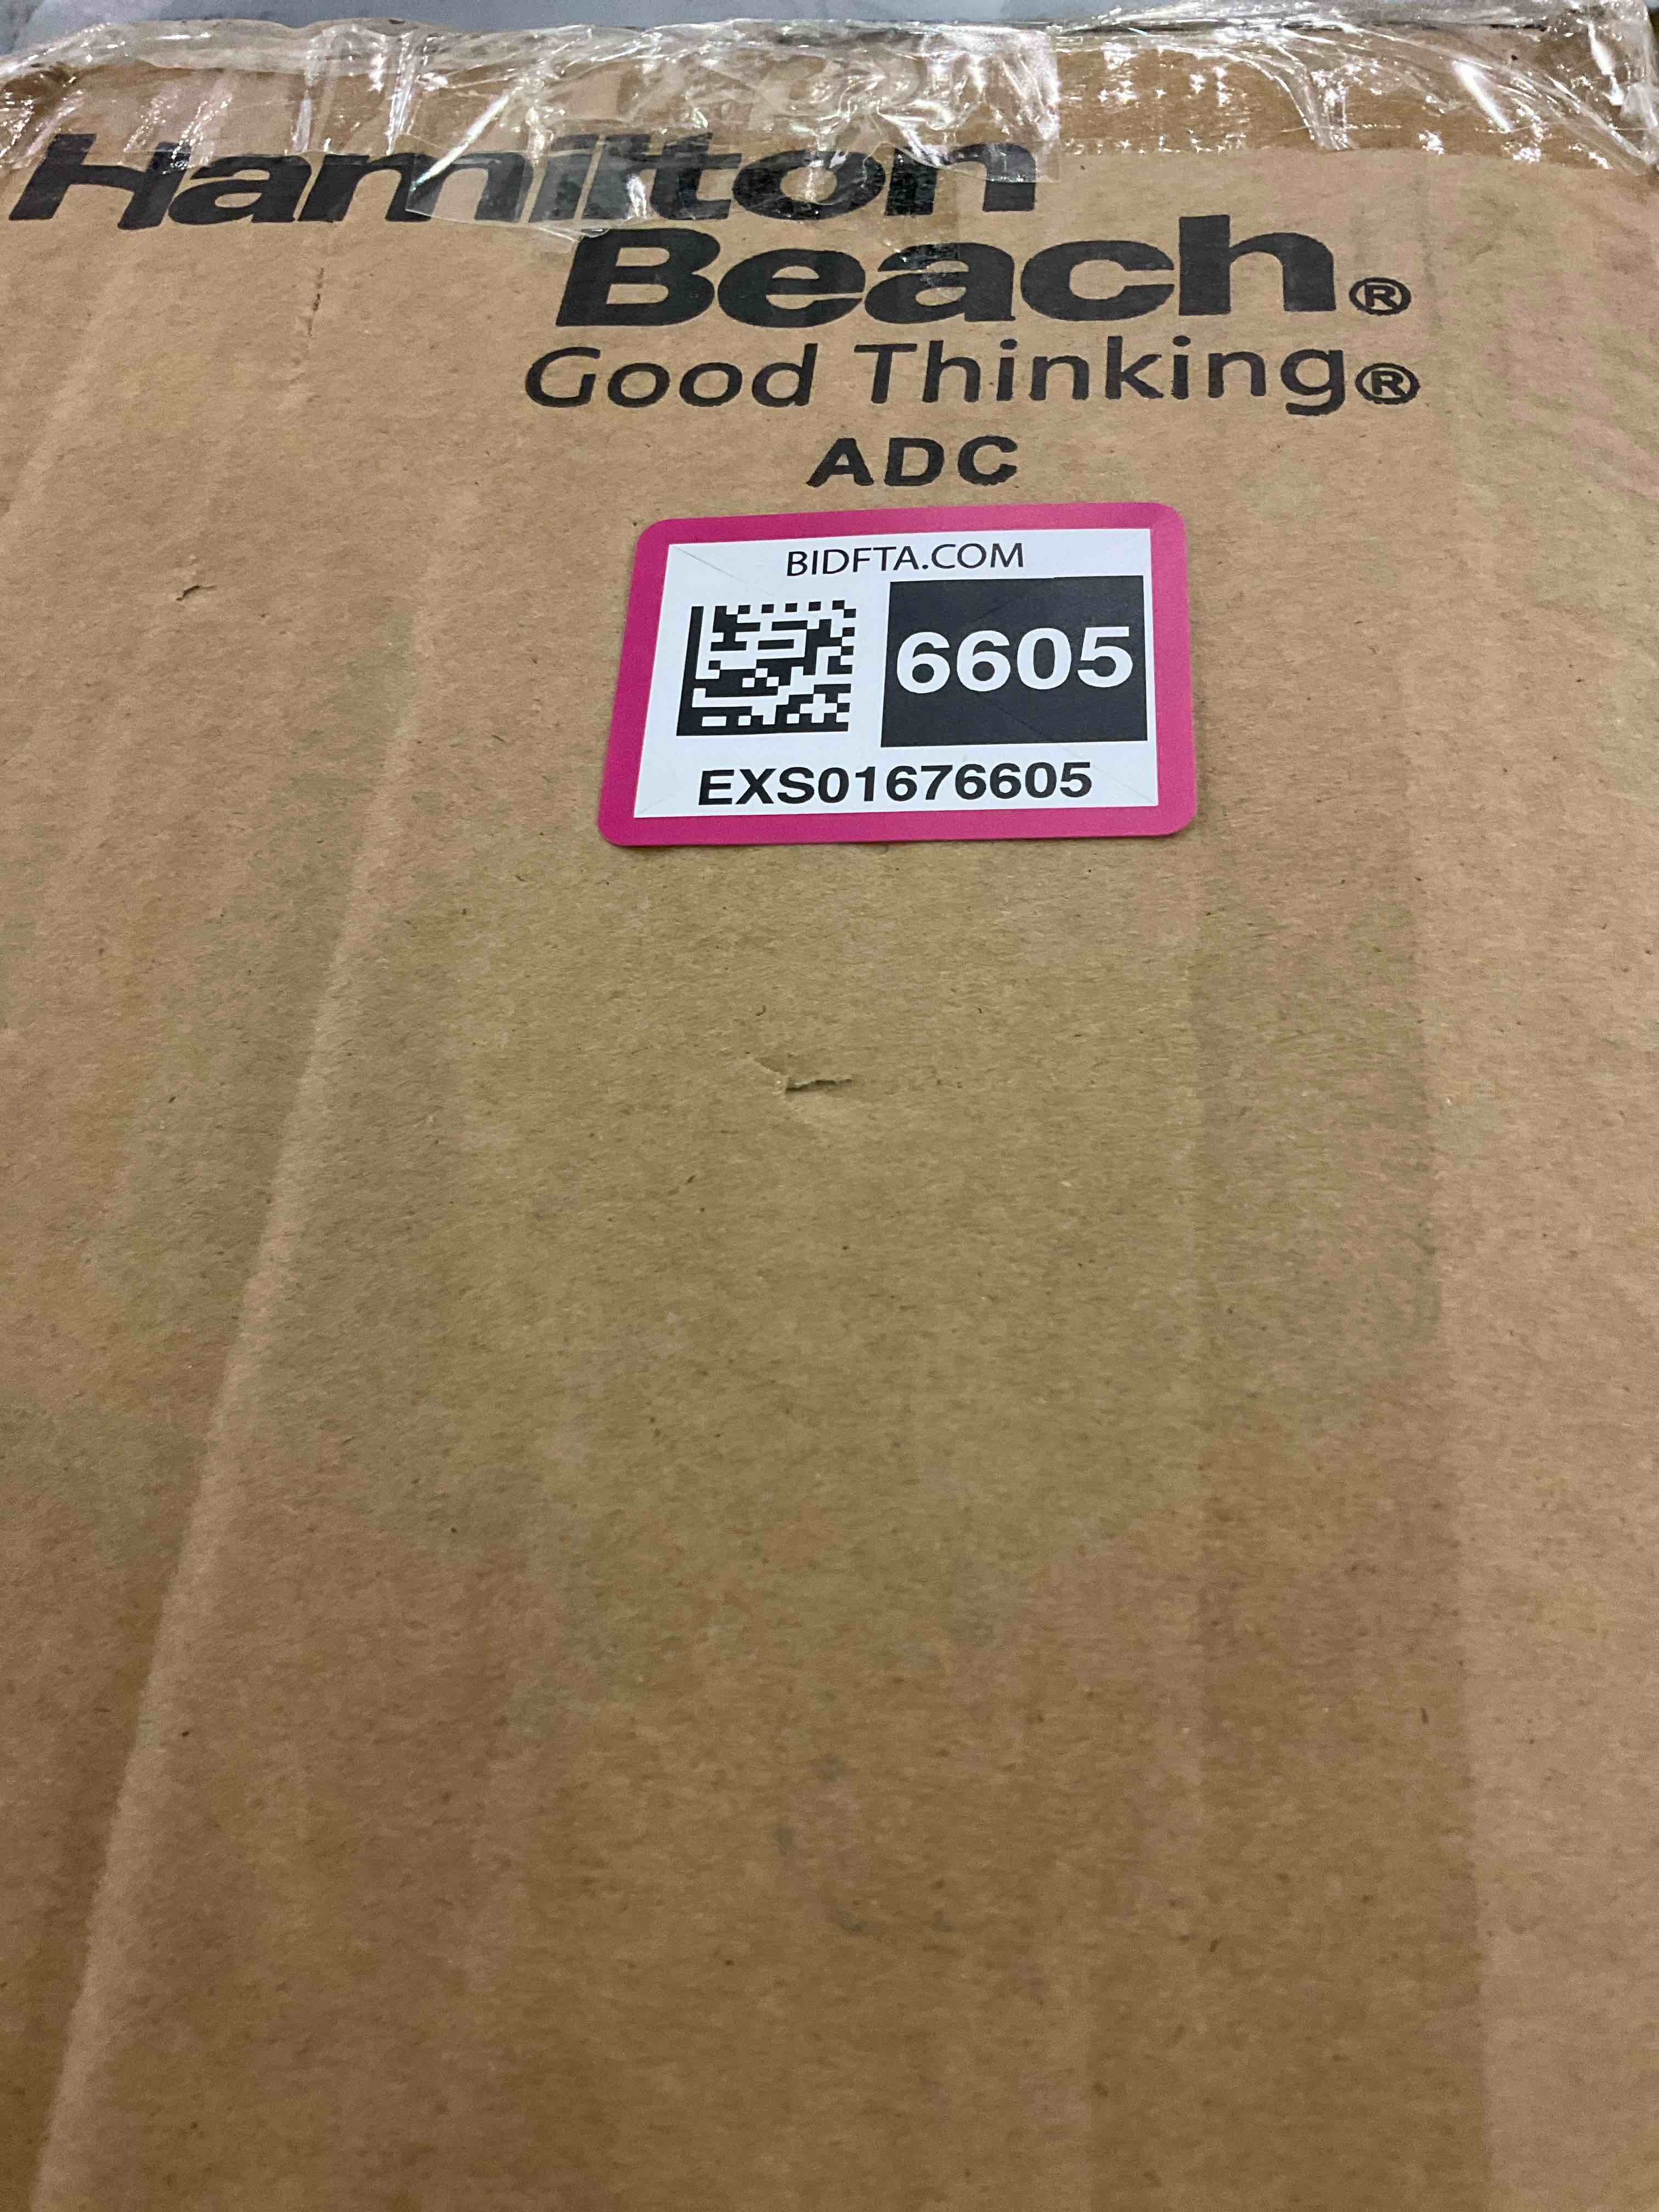 Hamilton
Beach®
Good Thinking®
ADC
BIDFTA.COM
6605
EXS01676605